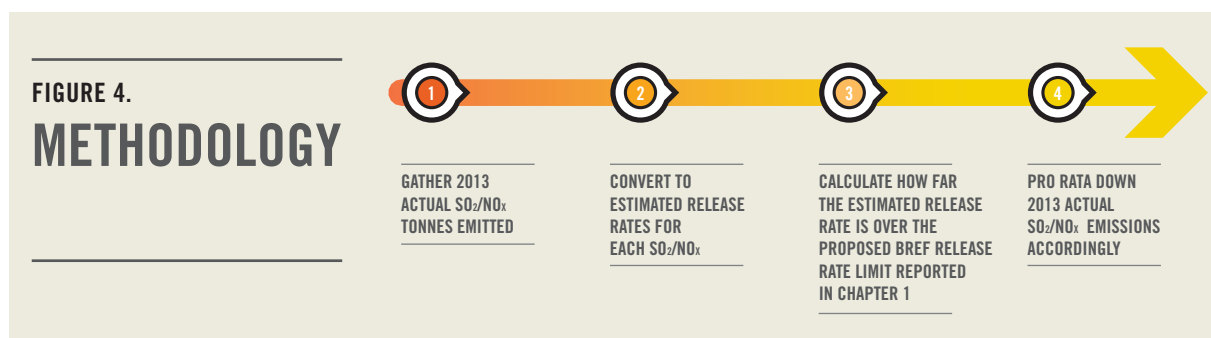 FIGURE 4.
METHODOLOGY
1
2
3
4
GATHER 2013
ACTUAL SO₂/NOₓ
TONNES EMITTED
CONVERT TO
ESTIMATED RELEASE
RATES FOR
EACH SO₂/NOₓ
CALCULATE HOW FAR
THE ESTIMATED RELEASE
RATE IS OVER THE
PROPOSED BREF RELEASE
RATE LIMIT REPORTED
IN CHAPTER 1
PRO RATA DOWN
2013 ACTUAL
SO₂/NOₓ EMISSIONS
ACCORDINGLY